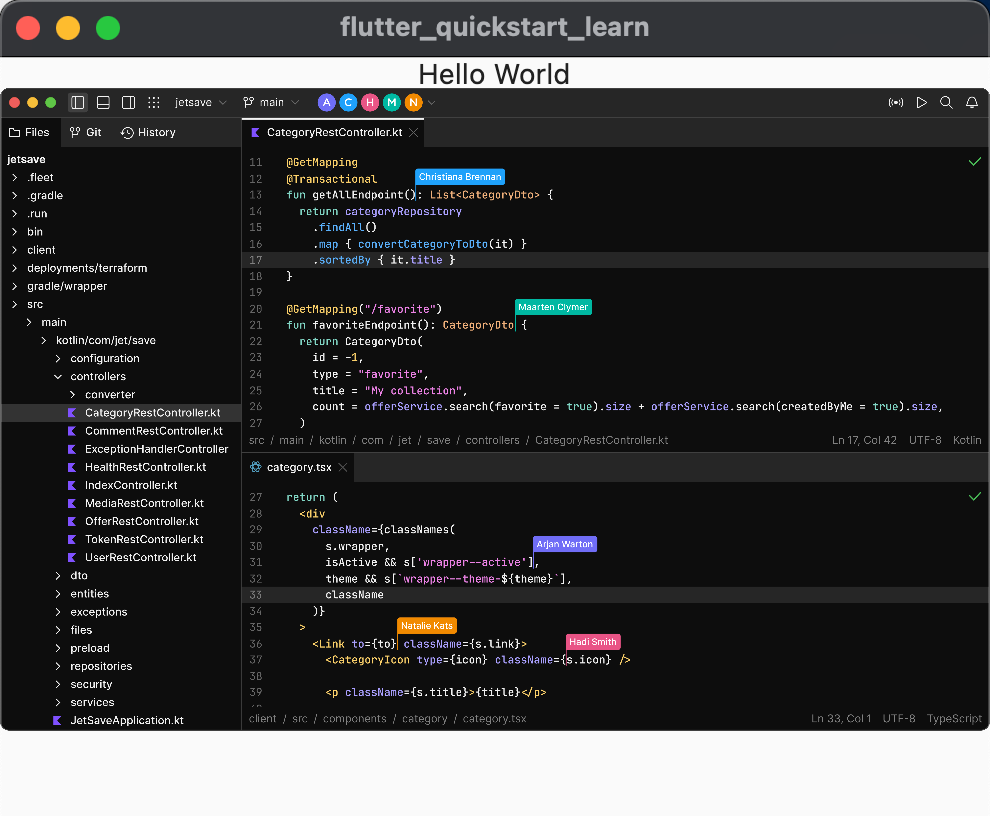 flutter_quickstart_learn
Hello World
jetsave main A C H M N
Files Git History
jetsave
.fleet
.gradle
.run
bin
client
deployments/terraform
gradle/wrapper
src
main
kotlin/com/jet/save
configuration
controllers
converter
CategoryRestController.kt
CommentRestController.kt
ExceptionHandlerController
HealthRestController.kt
IndexController.kt
MediaRestController.kt
OfferRestController.kt
TokenRestController.kt
UserRestController.kt
dto
entities
exceptions
files
preload
repositories
security
services
JetSaveApplication.kt
CategoryRestController.kt
11 @GetMapping
12 @Transactional
Christiana Brennan
13 fun getAllEndpoint(): List<CategoryDto> {
14 return categoryRepository
15 .findAll()
16 .map { convertCategoryToDto(it) }
17 .sortedBy { it.title }
18 }
19
20 @GetMapping("/favorite")
Maarten Clymer
21 fun favoriteEndpoint(): CategoryDto {
22 return CategoryDto(
23 id = -1,
24 type = "favorite",
25 title = "My collection",
26 count = offerService.search(favorite = true).size + offerService.search(createdByMe = true).size,
27 )
src / main / kotlin / com / jet / save / controllers / CategoryRestController.kt Ln 17, Col 42 UTF-8 Kotlin
category.tsx
27 return (
28 <div
29 className={classNames(
30 s.wrapper,
Arjan Warton
31 isActive && s['wrapper--active'],
32 theme && s[`wrapper--theme-${theme}`],
33 className
34 )}
35 >
Natalie Kats
36 <Link to={to} className={s.link}>
Hadi Smith
37 <CategoryIcon type={icon} className={s.icon} />
38
39 <p className={s.title}>{title}</p>
client / src / components / category / category.tsx Ln 33, Col 1 UTF-8 TypeScript